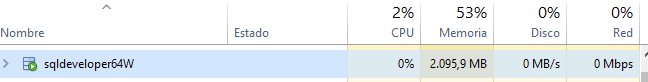 2% 53% 0% 0%
Nombre Estado CPU Memoria Disco Red
sqldeveloper64W 0% 2.095,9 MB 0 MB/s 0 Mbps